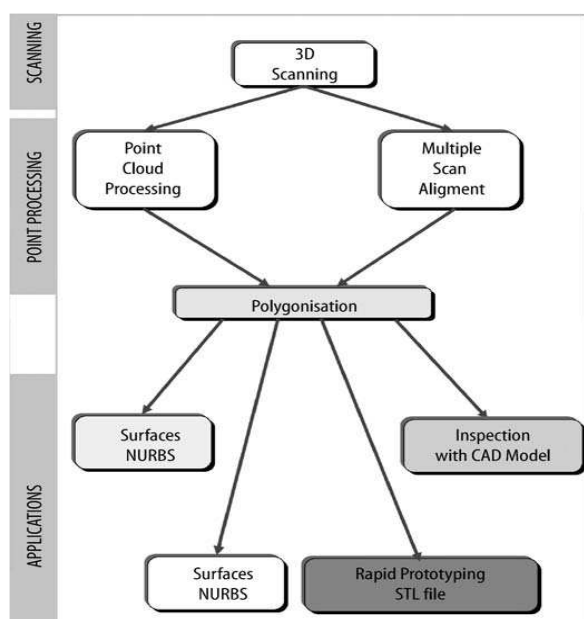 SCANNING
3D
Scanning
POINT PROCESSING
Point
Cloud
Processing
Multiple
Scan
Aligment
Polygonisation
APPLICATIONS
Surfaces
NURBS
Inspection
with CAD Model
Surfaces
NURBS
Rapid Prototyping
STL file